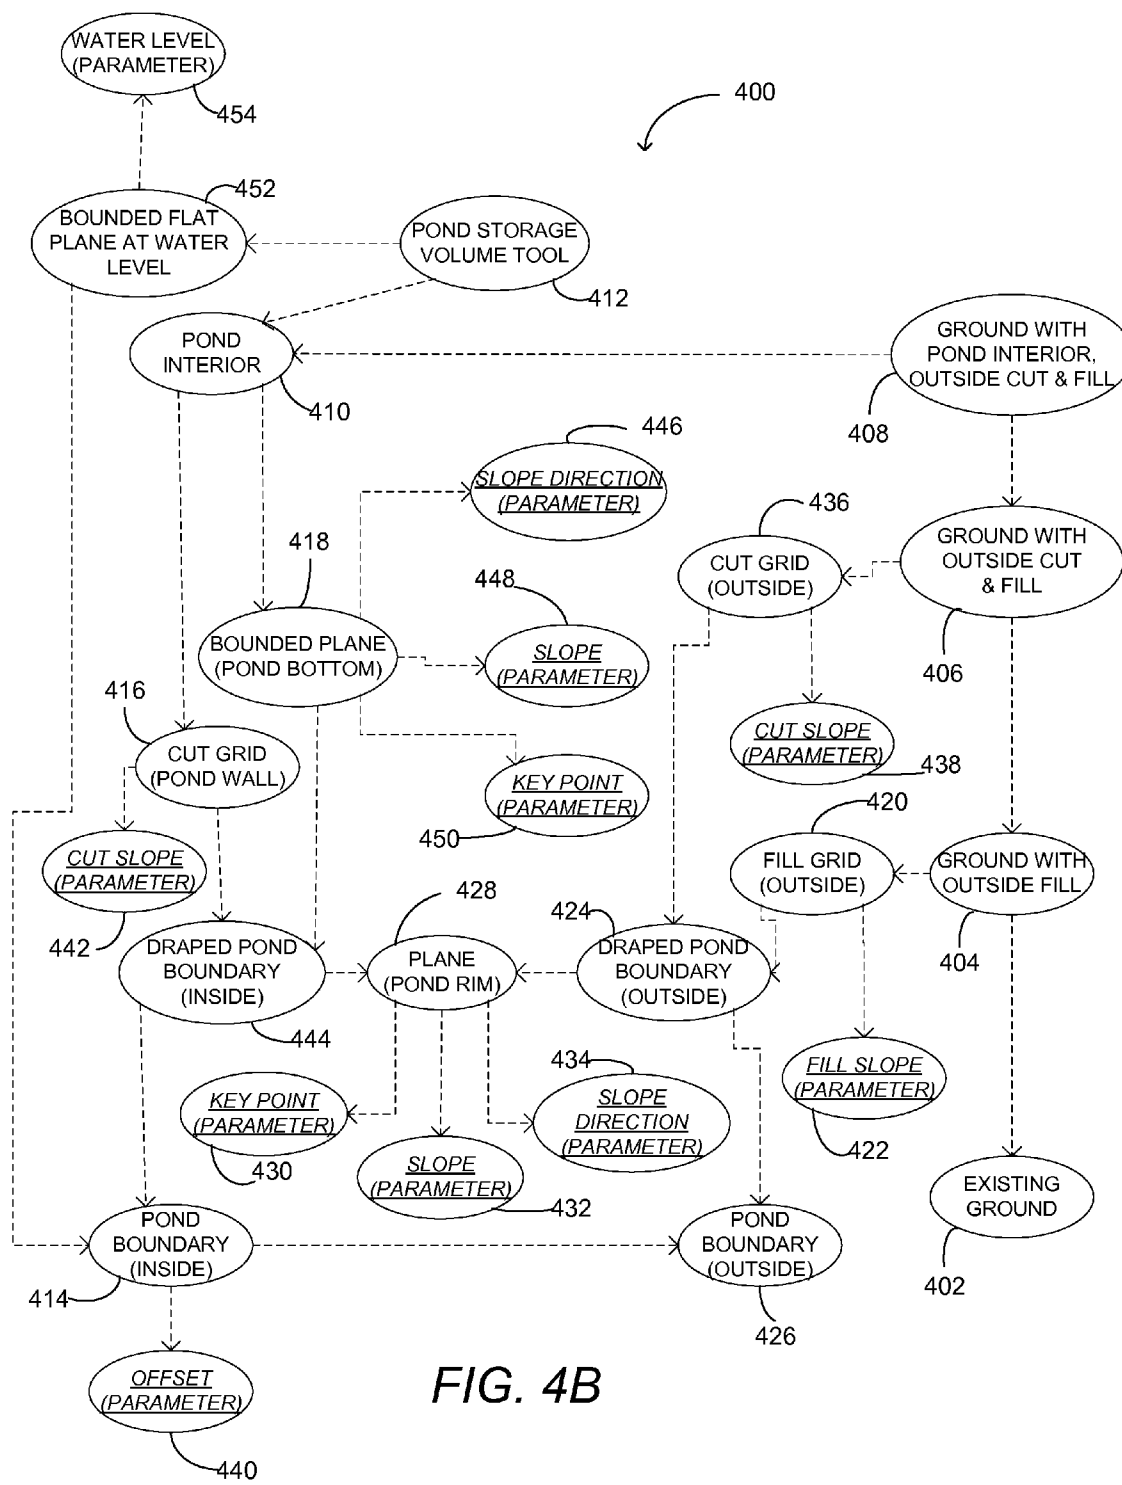 WATER LEVEL
(PARAMETER)
454
400
452
BOUNDED FLAT
PLANE AT WATER
LEVEL
POND STORAGE
VOLUME TOOL
412
POND
INTERIOR
410
GROUND WITH
POND INTERIOR,
OUTSIDE CUT & FILL
408
446
SLOPE DIRECTION
(PARAMETER)
436
CUT GRID
(OUTSIDE)
GROUND WITH
OUTSIDE CUT
& FILL
406
418
BOUNDED PLANE
(POND BOTTOM)
448
SLOPE
(PARAMETER)
416
CUT GRID
(POND WALL)
CUT SLOPE
(PARAMETER)
438
KEY POINT
(PARAMETER)
450
420
FILL GRID
(OUTSIDE)
GROUND WITH
OUTSIDE FILL
404
CUT SLOPE
(PARAMETER)
442
428
424
DRAPED POND
BOUNDARY
(INSIDE)
444
PLANE
(POND RIM)
DRAPED POND
BOUNDARY
(OUTSIDE)
434
KEY POINT
(PARAMETER)
430
SLOPE
DIRECTION
(PARAMETER)
FILL SLOPE
(PARAMETER)
422
SLOPE
(PARAMETER)
432
EXISTING
GROUND
402
POND
BOUNDARY
(INSIDE)
414
POND
BOUNDARY
(OUTSIDE)
426
OFFSET
(PARAMETER)
440
FIG. 4B